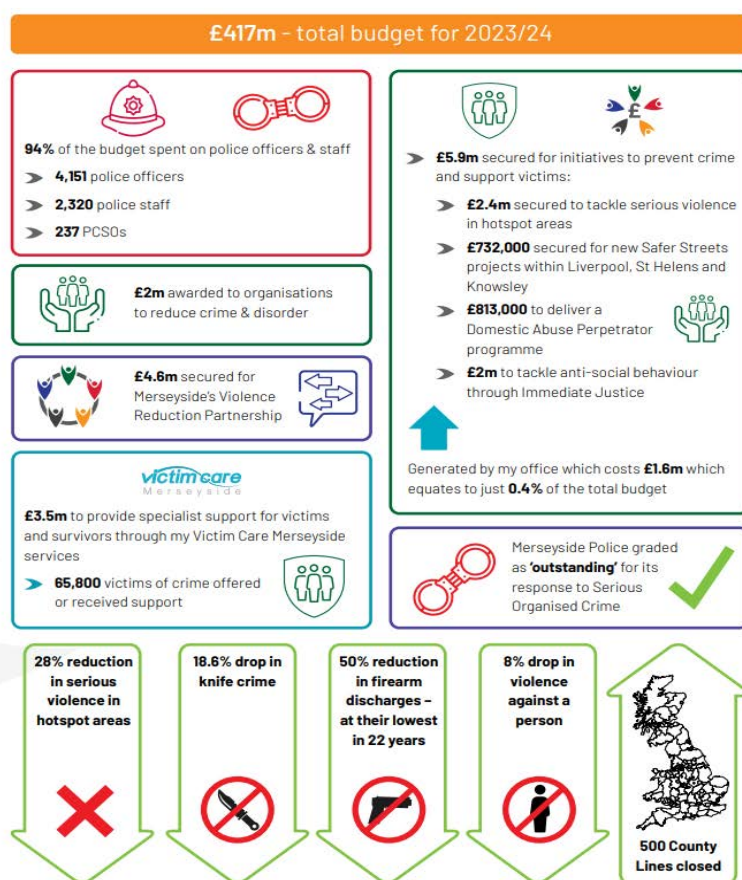 £417m - total budget for 2023/24
94% of the budget spent on police officers & staff
4,151 police officers
2,320 police staff
237 PCSOs
£2m awarded to organisations
to reduce crime & disorder
£4.6m secured for
Merseyside's Violence
Reduction Partnership
victimcare
Merseyside
£3.5m to provide specialist support for victims
and survivors through my Victim Care Merseyside
services
65,800 victims of crime offered
or received support
£
£5.9m secured for initiatives to prevent crime
and support victims:
£2.4m secured to tackle serious violence
in hotspot areas
£732,000 secured for new Safer Streets
projects within Liverpool, St Helens and
Knowsley
£813,000 to deliver a
Domestic Abuse Perpetrator
programme
£2m to tackle anti-social behaviour
through Immediate Justice
Generated by my office which costs £1.6m which
equates to just 0.4% of the total budget
Merseyside Police graded
as 'outstanding' for its
response to Serious
Organised Crime
28% reduction
in serious
violence in
hotspot areas
18.6% drop in
knife crime
50% reduction
in firearm
discharges –
at their lowest
in 22 years
8% drop in
violence
against a
person
500 County
Lines closed